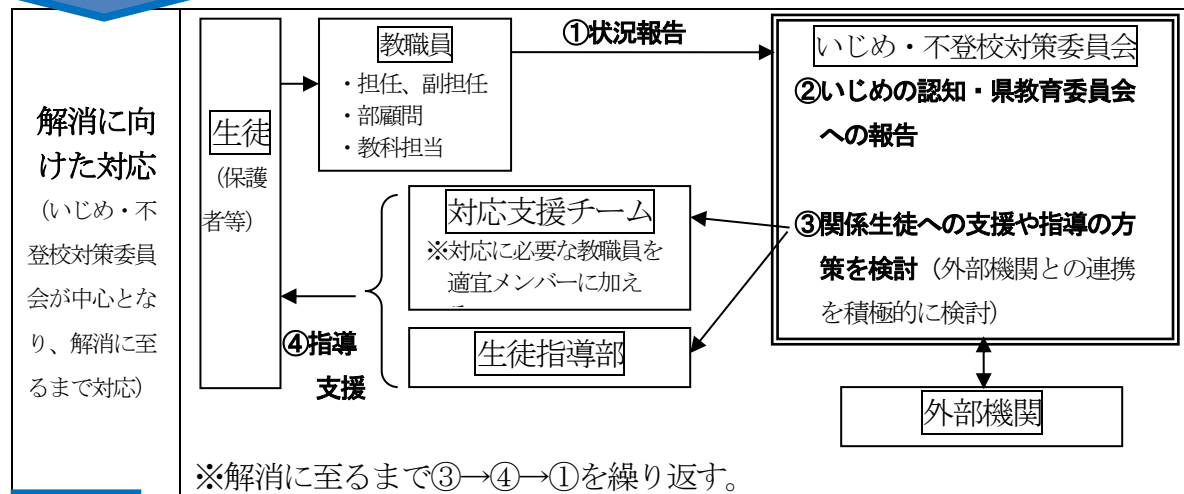 解消に向
けた対応
（いじめ・不
登校対策委員
会が中心とな
り、解消に至
るまで対応）
生徒
（保護
者等）
教職員
・担任、副担任
・部顧問
・教科担当
①状況報告
いじめ・不登校対策委員会
②いじめの認知・県教育委員会
への報告
③関係生徒への支援や指導の方
策を検討（外部機関との連携
を積極的に検討）
対応支援チーム
※対応に必要な教職員を
適宜メンバーに加え
生徒指導部
④指導
支援
外部機関
※解消に至るまで③→④→①を繰り返す。